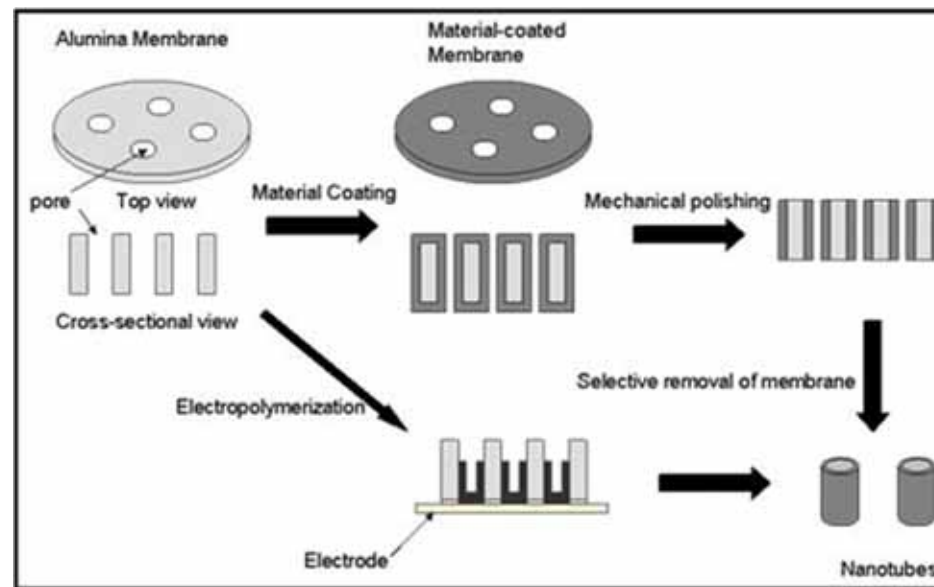 Alumina Membrane
Material-coated
Membrane
pore
Top view
Material Coating
Mechanical polishing
Cross-sectional view
Electropolymerization
Selective removal of membrane
Electrode
Nanotubes